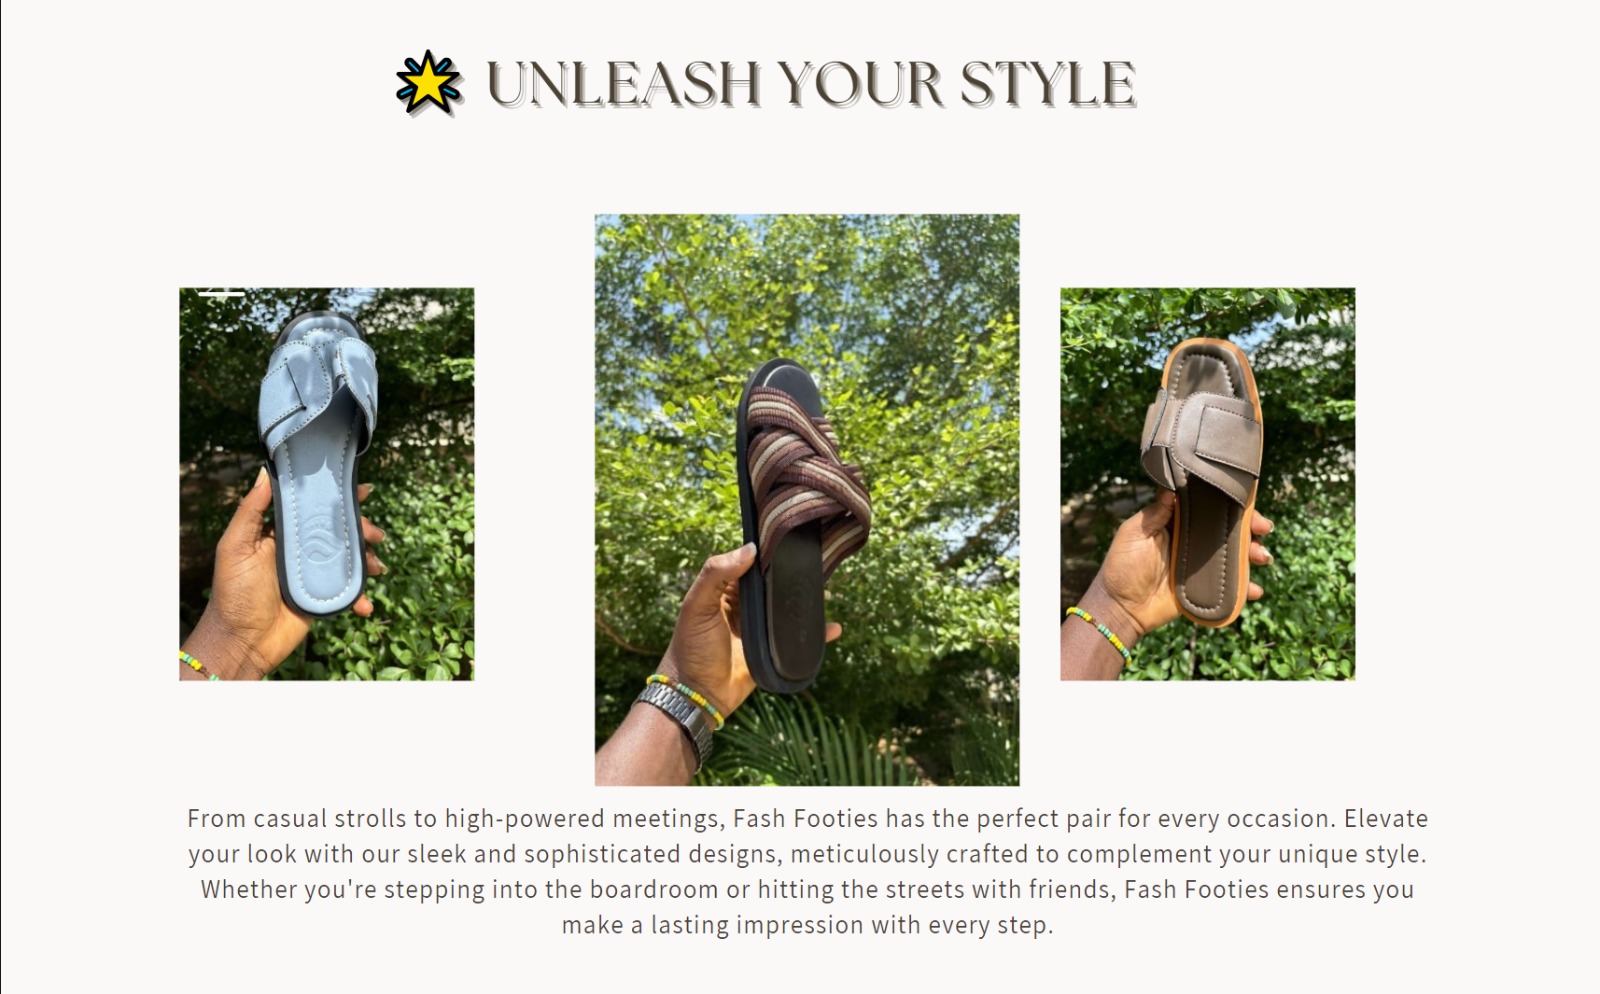 UNLEASH YOUR STYLE
From casual strolls to high-powered meetings, Fash Footies has the perfect pair for every occasion. Elevate
your look with our sleek and sophisticated designs, meticulously crafted to complement your unique style.
Whether you're stepping into the boardroom or hitting the streets with friends, Fash Footies ensures you
make a lasting impression with every step.